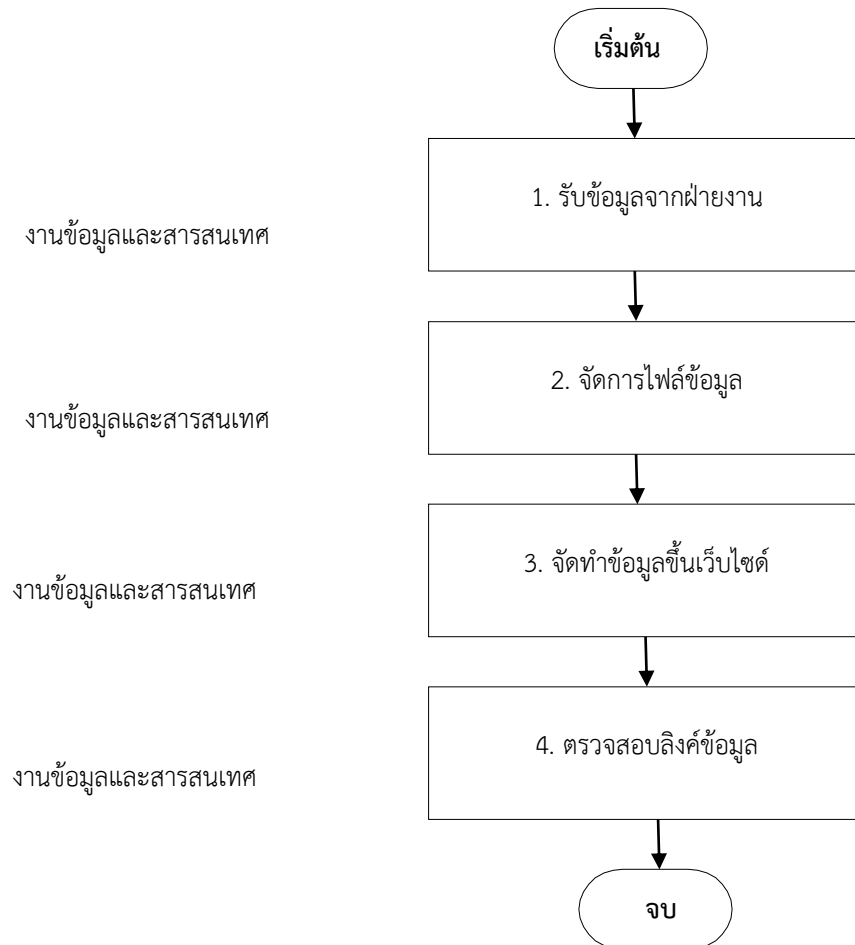 เริ่มต้น
1. รับข้อมูลจากฝ่ายงาน
งานข้อมูลและสารสนเทศ
2. จัดการไฟล์ข้อมูล
งานข้อมูลและสารสนเทศ
3. จัดทำข้อมูลขึ้นเว็บไซด์
งานข้อมูลและสารสนเทศ
4. ตรวจสอบลิงค์ข้อมูล
งานข้อมูลและสารสนเทศ
จบ